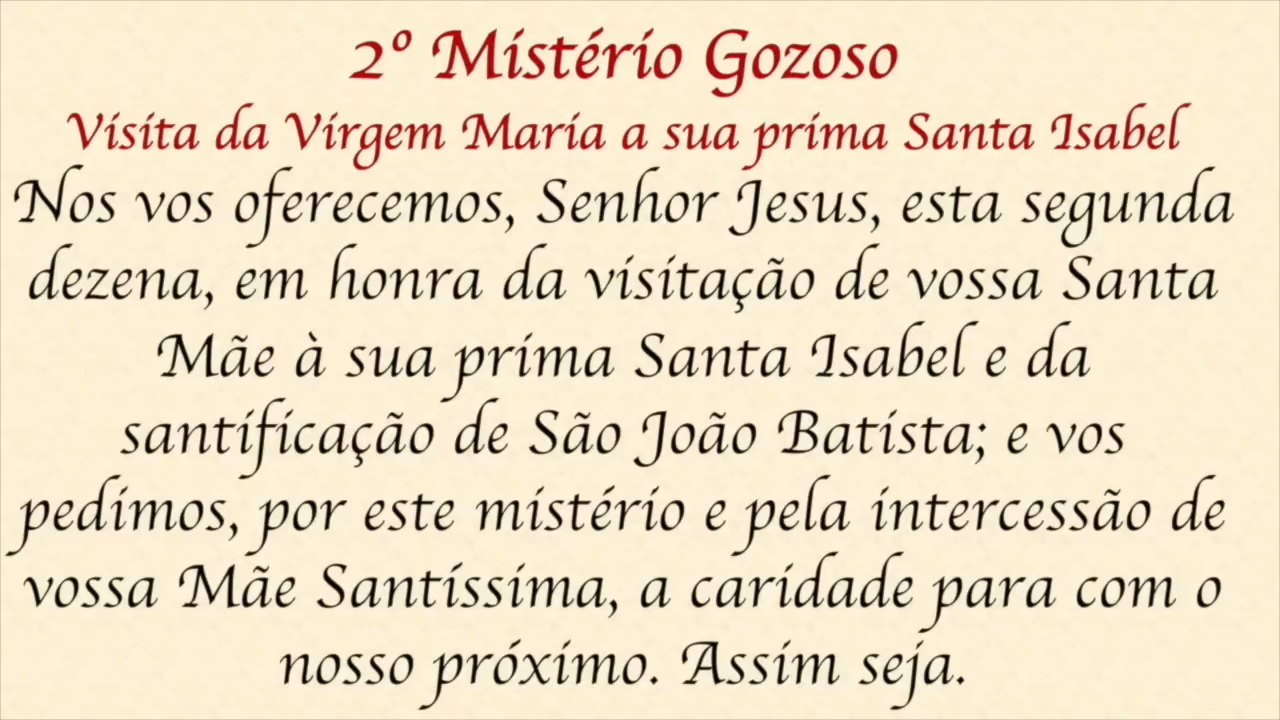 2º Mistério Gozoso
Visita da Virgem Maria a sua prima Santa Isabel
Nos vos oferecemos, Senhor Jesus, esta segunda
dezena, em honra da visitação de vossa Santa
Mãe à sua prima Santa Isabel e da
santificação de São João Batista; e vos
pedimos, por este mistério e pela intercessão de
vossa Mãe Santíssima, a caridade para com o
nosso próximo. Assim seja.